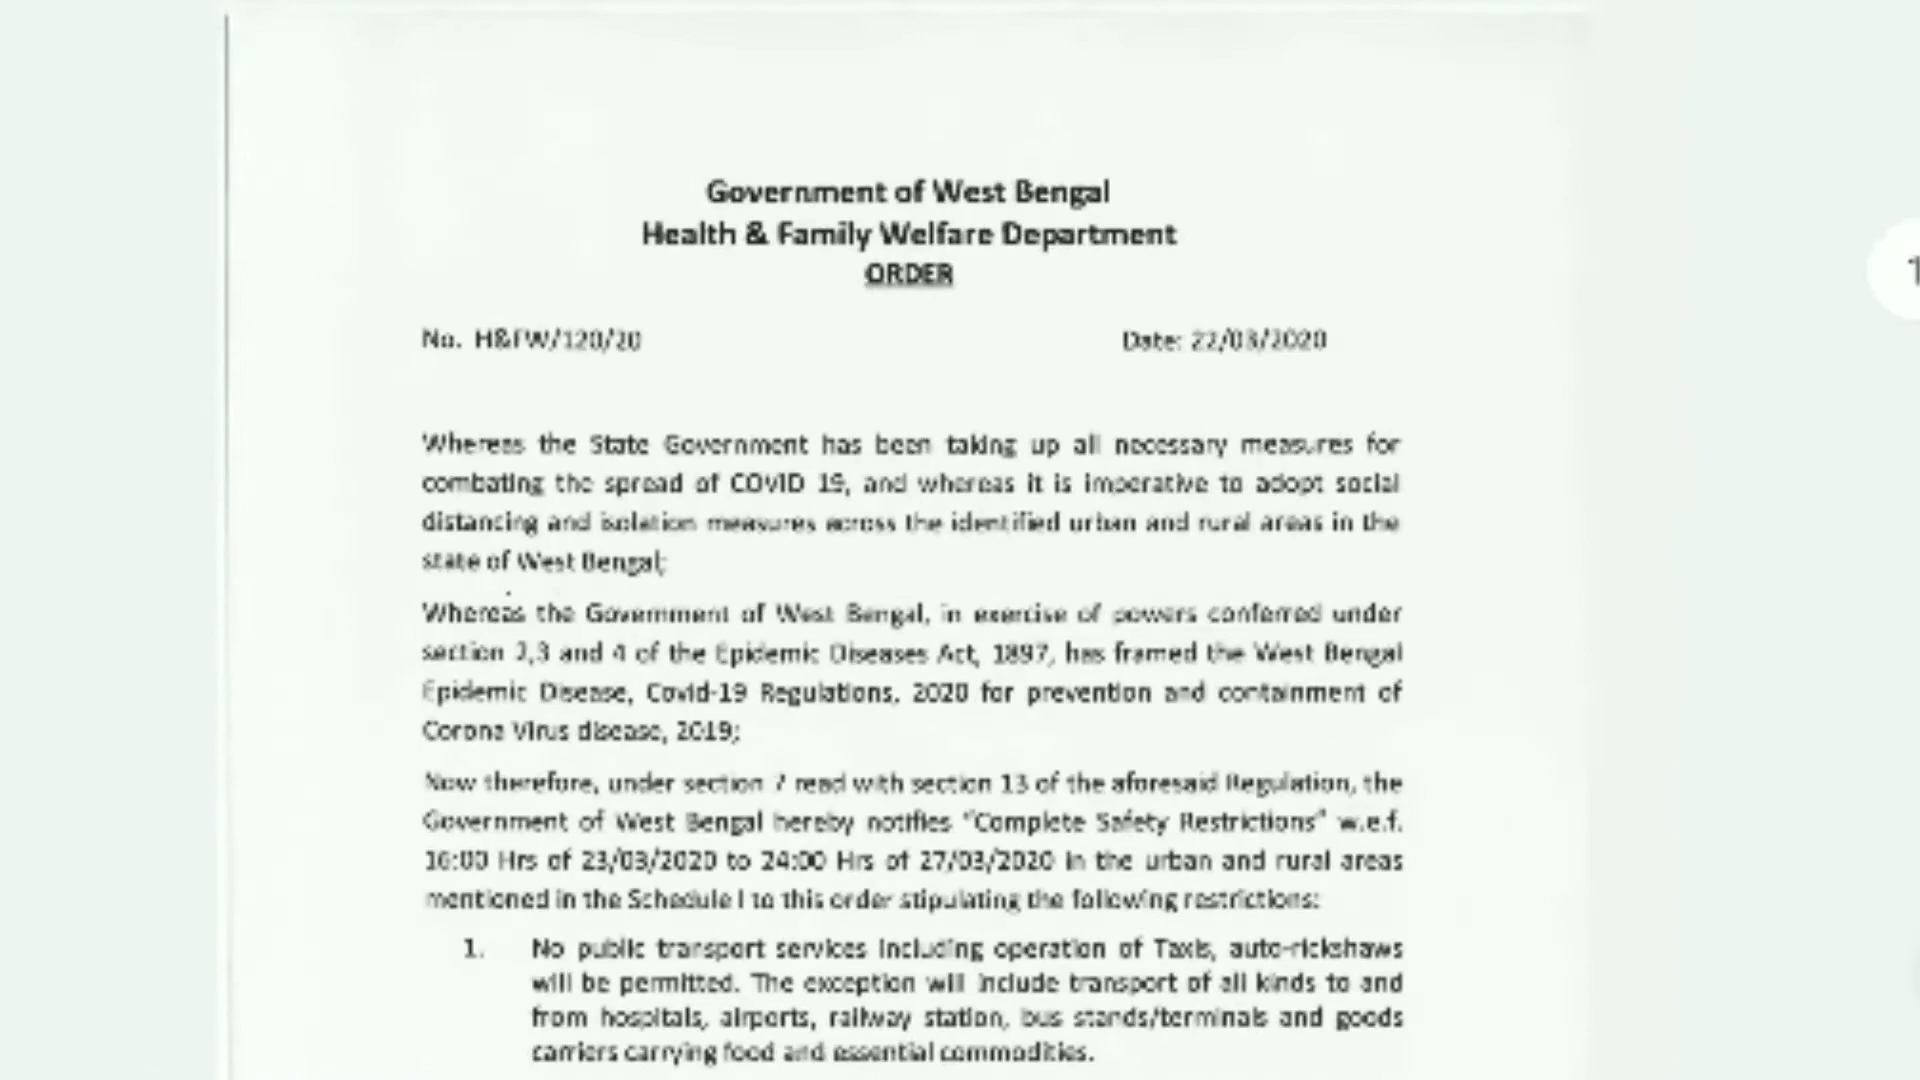 Government of West Bengal
Health & Family Welfare Department
ORDER
No. H&FW/120/20 Date: 22/03/2020
1
Whereas the State Government has been taking up all necessary measures for
combating the spread of COVID 19, and whereas it is imperative to adopt social
distancing and isolation measures across the identified urban and rural areas in the
state of West Bengal;
Whereas the Government of West Bengal, in exercise of powers conferred under
section 2,3 and 4 of the Epidemic Diseases Act, 1897, has framed the West Bengal
Epidemic Disease, Covid-19 Regulations, 2020 for prevention and containment of
Corona Virus disease, 2019;
Now therefore, under section 7 read with section 13 of the aforesaid Regulation, the
Government of West Bengal hereby notifies "Complete Safety Restrictions" w.e.f.
16:00 Hrs of 23/03/2020 to 24:00 Hrs of 27/03/2020 in the urban and rural areas
mentioned in the Schedule I to this order stipulating the following restrictions:
1. No public transport services including operation of Taxis, auto-rickshaws
will be permitted. The exception will include transport of all kinds to and
from hospitals, airports, railway station, bus stands/terminals and goods
carriers carrying food and essential commodities.